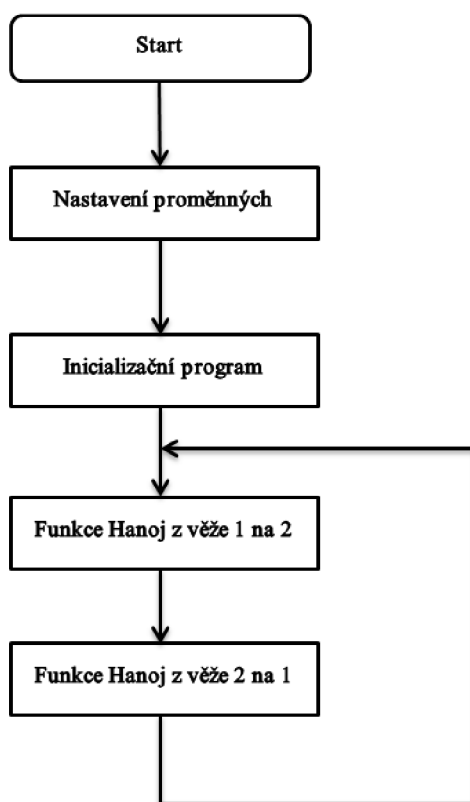 Start
Nastavení proměnných
Inicializační program
Funkce Hanoj z věže 1 na 2
Funkce Hanoj z věže 2 na 1